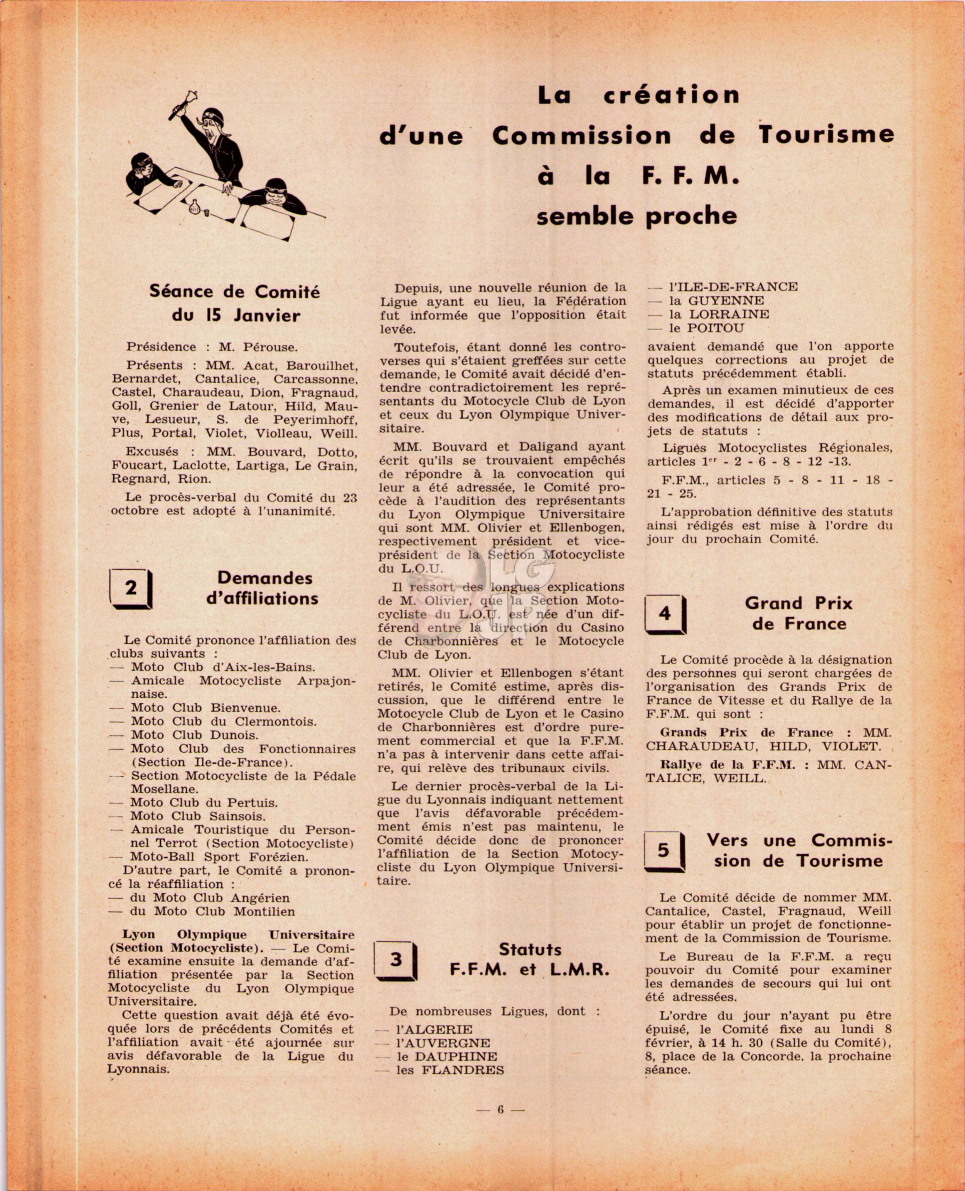 La création
d'une Commission de Tourisme
à la F. F. M.
semble proche
Séance de Comité
du 15 Janvier
Présidence : M. Pérouse.
Présents : MM. Acat, Barouilhet,
Bernardet, Cantalice, Carcassonne,
Castel, Charaudeau, Dion, Fragnaud,
Goll, Grenier de Latour, Hild, Mau-
ve, Lesueur, S. de Peyerimhoff,
Plus, Portal, Violet, Violleau, Weill.
Excusés : MM. Bouvard, Dotto,
Foucart, Laclotte, Lartiga, Le Grain,
Regnard, Rion.
Le procès-verbal du Comité du 23
octobre est adopté à l'unanimité.
2
Demandes
d'affiliations
Le Comité prononce l'affiliation des
clubs suivants :
— Moto Club d'Aix-les-Bains.
— Amicale Motocycliste Arpajon-
naise.
— Moto Club Bienvenue.
— Moto Club du Clermontois.
— Moto Club Dunois.
— Moto Club des Fonctionnaires
(Section Ile-de-France).
— Section Motocycliste de la Pédale
Mosellane.
— Moto Club du Pertuis.
— Moto Club Sainsois.
— Amicale Touristique du Person-
nel Terrot (Section Motocycliste)
— Moto-Ball Sport Forézien.
D'autre part, le Comité a pronon-
cé la réaffiliation :
— du Moto Club Angérien
— du Moto Club Montilien
Lyon Olympique Universitaire
(Section Motocycliste). — Le Comi-
té examine ensuite la demande d'af-
filiation présentée par la Section
Motocycliste du Lyon Olympique
Universitaire.
Cette question avait déjà été évo-
quée lors de précédents Comités et
l'affiliation avait été ajournée sur
avis défavorable de la Ligue du
Lyonnais.
Depuis, une nouvelle réunion de la
Ligue ayant eu lieu, la Fédération
fut informée que l'opposition était
levée.
Toutefois, étant donné les contro-
verses qui s'étaient greffées sur cette
demande, le Comité avait décidé d'en-
tendre contradictoirement les repré-
sentants du Motocycle Club de Lyon
et ceux du Lyon Olympique Univer-
sitaire.
MM. Bouvard et Daligand ayant
écrit qu'ils se trouvaient empêchés
de répondre à la convocation qui
leur a été adressée, le Comité pro-
cède à l'audition des représentants
du Lyon Olympique Universitaire
qui sont MM. Olivier et Ellenbogen,
respectivement président et vice-
président de la Section Motocycliste
du L.O.U.
Il ressort des longues explications
de M. Olivier, que la Section Moto-
cycliste du L.O.U. est née d'un dif-
férend entre la direction du Casino
de Charbonnières et le Motocycle
Club de Lyon.
MM. Olivier et Ellenbogen s'étant
retirés, le Comité estime, après dis-
cussion, que le différend entre le
Motocycle Club de Lyon et le Casino
de Charbonnières est d'ordre pure-
ment commercial et que la F.F.M.
n'a pas à intervenir dans cette affai-
re, qui relève des tribunaux civils.
Le dernier procès-verbal de la Li-
gue du Lyonnais indiquant nettement
que l'avis défavorable précédem-
ment émis n'est pas maintenu, le
Comité décide donc de prononcer
l'affiliation de la Section Motocy-
cliste du Lyon Olympique Universi-
taire.
3
Statuts
F.F.M. et L.M.R.
De nombreuses Ligues, dont :
— l'ALGERIE
— l'AUVERGNE
— le DAUPHINE
— les FLANDRES
— l'ILE-DE-FRANCE
— la GUYENNE
— la LORRAINE
— le POITOU
avaient demandé que l'on apporte
quelques corrections au projet de
statuts précédemment établi.
Après un examen minutieux de ces
demandes, il est décidé d'apporter
des modifications de détail aux pro-
jets de statuts :
Ligues Motocyclistes Régionales,
articles 1er - 2 - 6 - 8 - 12 -13.
F.F.M., articles 5 - 8 - 11 - 18 -
21 - 25.
L'approbation définitive des statuts
ainsi rédigés est mise à l'ordre du
jour du prochain Comité.
4
Grand Prix
de France
Le Comité procède à la désignation
des personnes qui seront chargées de
l'organisation des Grands Prix de
France de Vitesse et du Rallye de la
F.F.M. qui sont :
Grands Prix de France : MM.
CHARAUDEAU, HILD, VIOLET.
Rallye de la F.F.M. : MM. CAN-
TALICE, WEILL.
5
Vers une Commis-
sion de Tourisme
Le Comité décide de nommer MM.
Cantalice, Castel, Fragnaud, Weill
pour établir un projet de fonctionne-
ment de la Commission de Tourisme.
Le Bureau de la F.F.M. a reçu
pouvoir du Comité pour examiner
les demandes de secours qui lui ont
été adressées.
L'ordre du jour n'ayant pu être
épuisé, le Comité fixe au lundi 8
février, à 14 h. 30 (Salle du Comité),
8, place de la Concorde. la prochaine
séance.
— 6 —